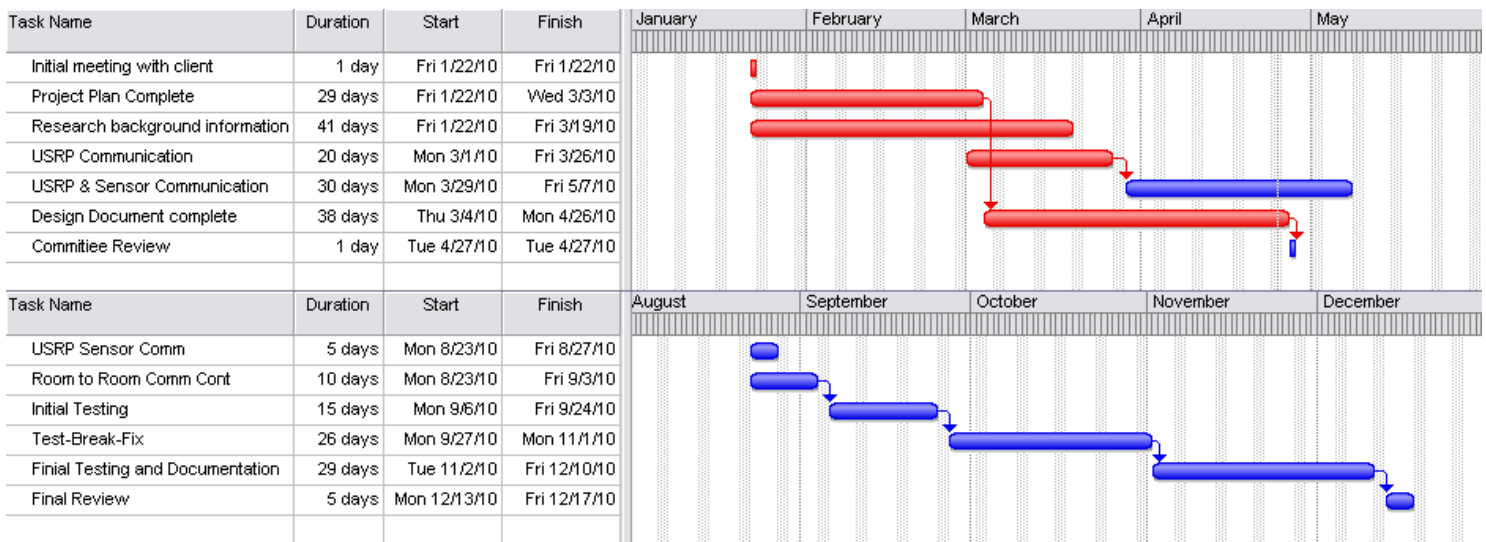 Task Name Duration Start Finish January February March April May
Initial meeting with client 1 day Fri 1/22/10 Fri 1/22/10
Project Plan Complete 29 days Fri 1/22/10 Wed 3/3/10
Research background information 41 days Fri 1/22/10 Fri 3/19/10
USRP Communication 20 days Mon 3/1/10 Fri 3/26/10
USRP & Sensor Communication 30 days Mon 3/29/10 Fri 5/7/10
Design Document complete 38 days Thu 3/4/10 Mon 4/26/10
Commitiee Review 1 day Tue 4/27/10 Tue 4/27/10
Task Name Duration Start Finish August September October November December
USRP Sensor Comm 5 days Mon 8/23/10 Fri 8/27/10
Room to Room Comm Cont 10 days Mon 8/23/10 Fri 9/3/10
Initial Testing 15 days Mon 9/6/10 Fri 9/24/10
Test-Break-Fix 26 days Mon 9/27/10 Mon 11/1/10
Finial Testing and Documentation 29 days Tue 11/2/10 Fri 12/10/10
Final Review 5 days Mon 12/13/10 Fri 12/17/10